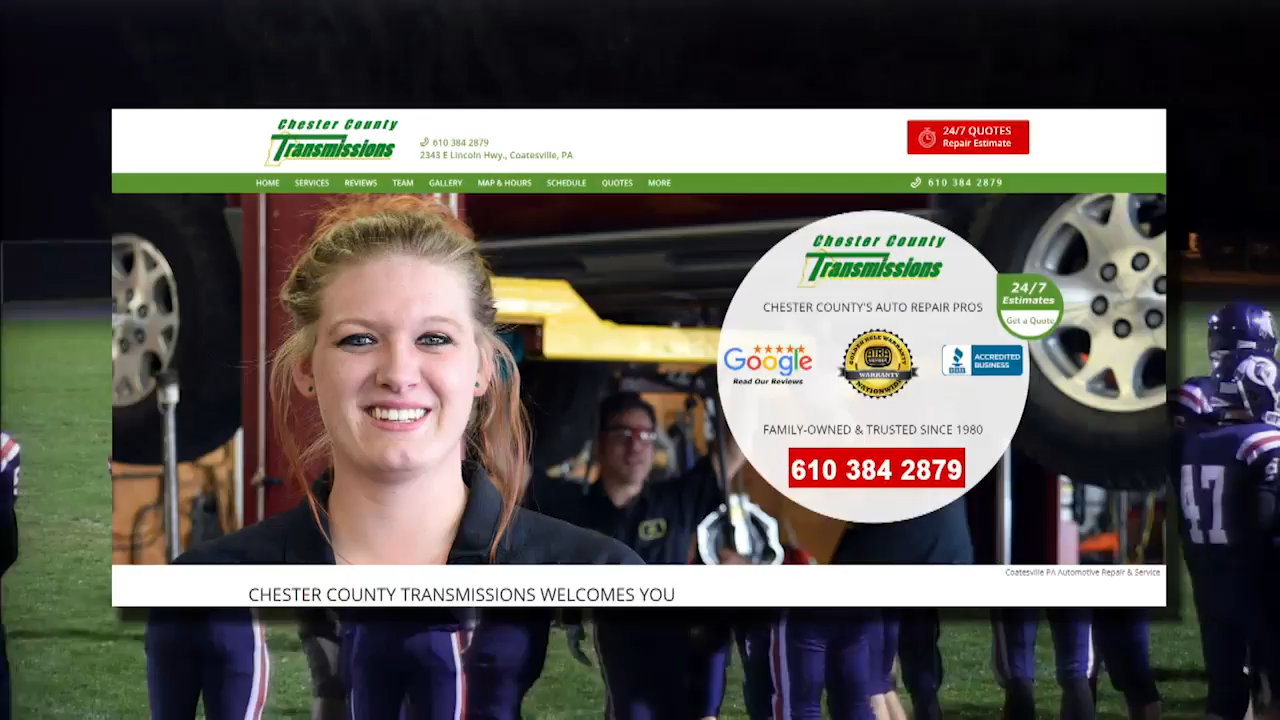 Chester County
Transmissions
610 384 2879
2343 E Lincoln Hwy., Coatesville, PA
24/7 QUOTES
Repair Estimate
HOME SERVICES REVIEWS TEAM GALLERY MAP & HOURS SCHEDULE QUOTES MORE
610 384 2879
Chester County
Transmissions
CHESTER COUNTY'S AUTO REPAIR PROS
24/7
Estimates
Get a Quote
Google
Read Our Reviews
ATRA
WARRANTY
NATIONWIDE
BBB
ACCREDITED
BUSINESS
FAMILY-OWNED & TRUSTED SINCE 1980
610 384 2879
47
Coatesville PA Automotive Repair & Service
CHESTER COUNTY TRANSMISSIONS WELCOMES YOU